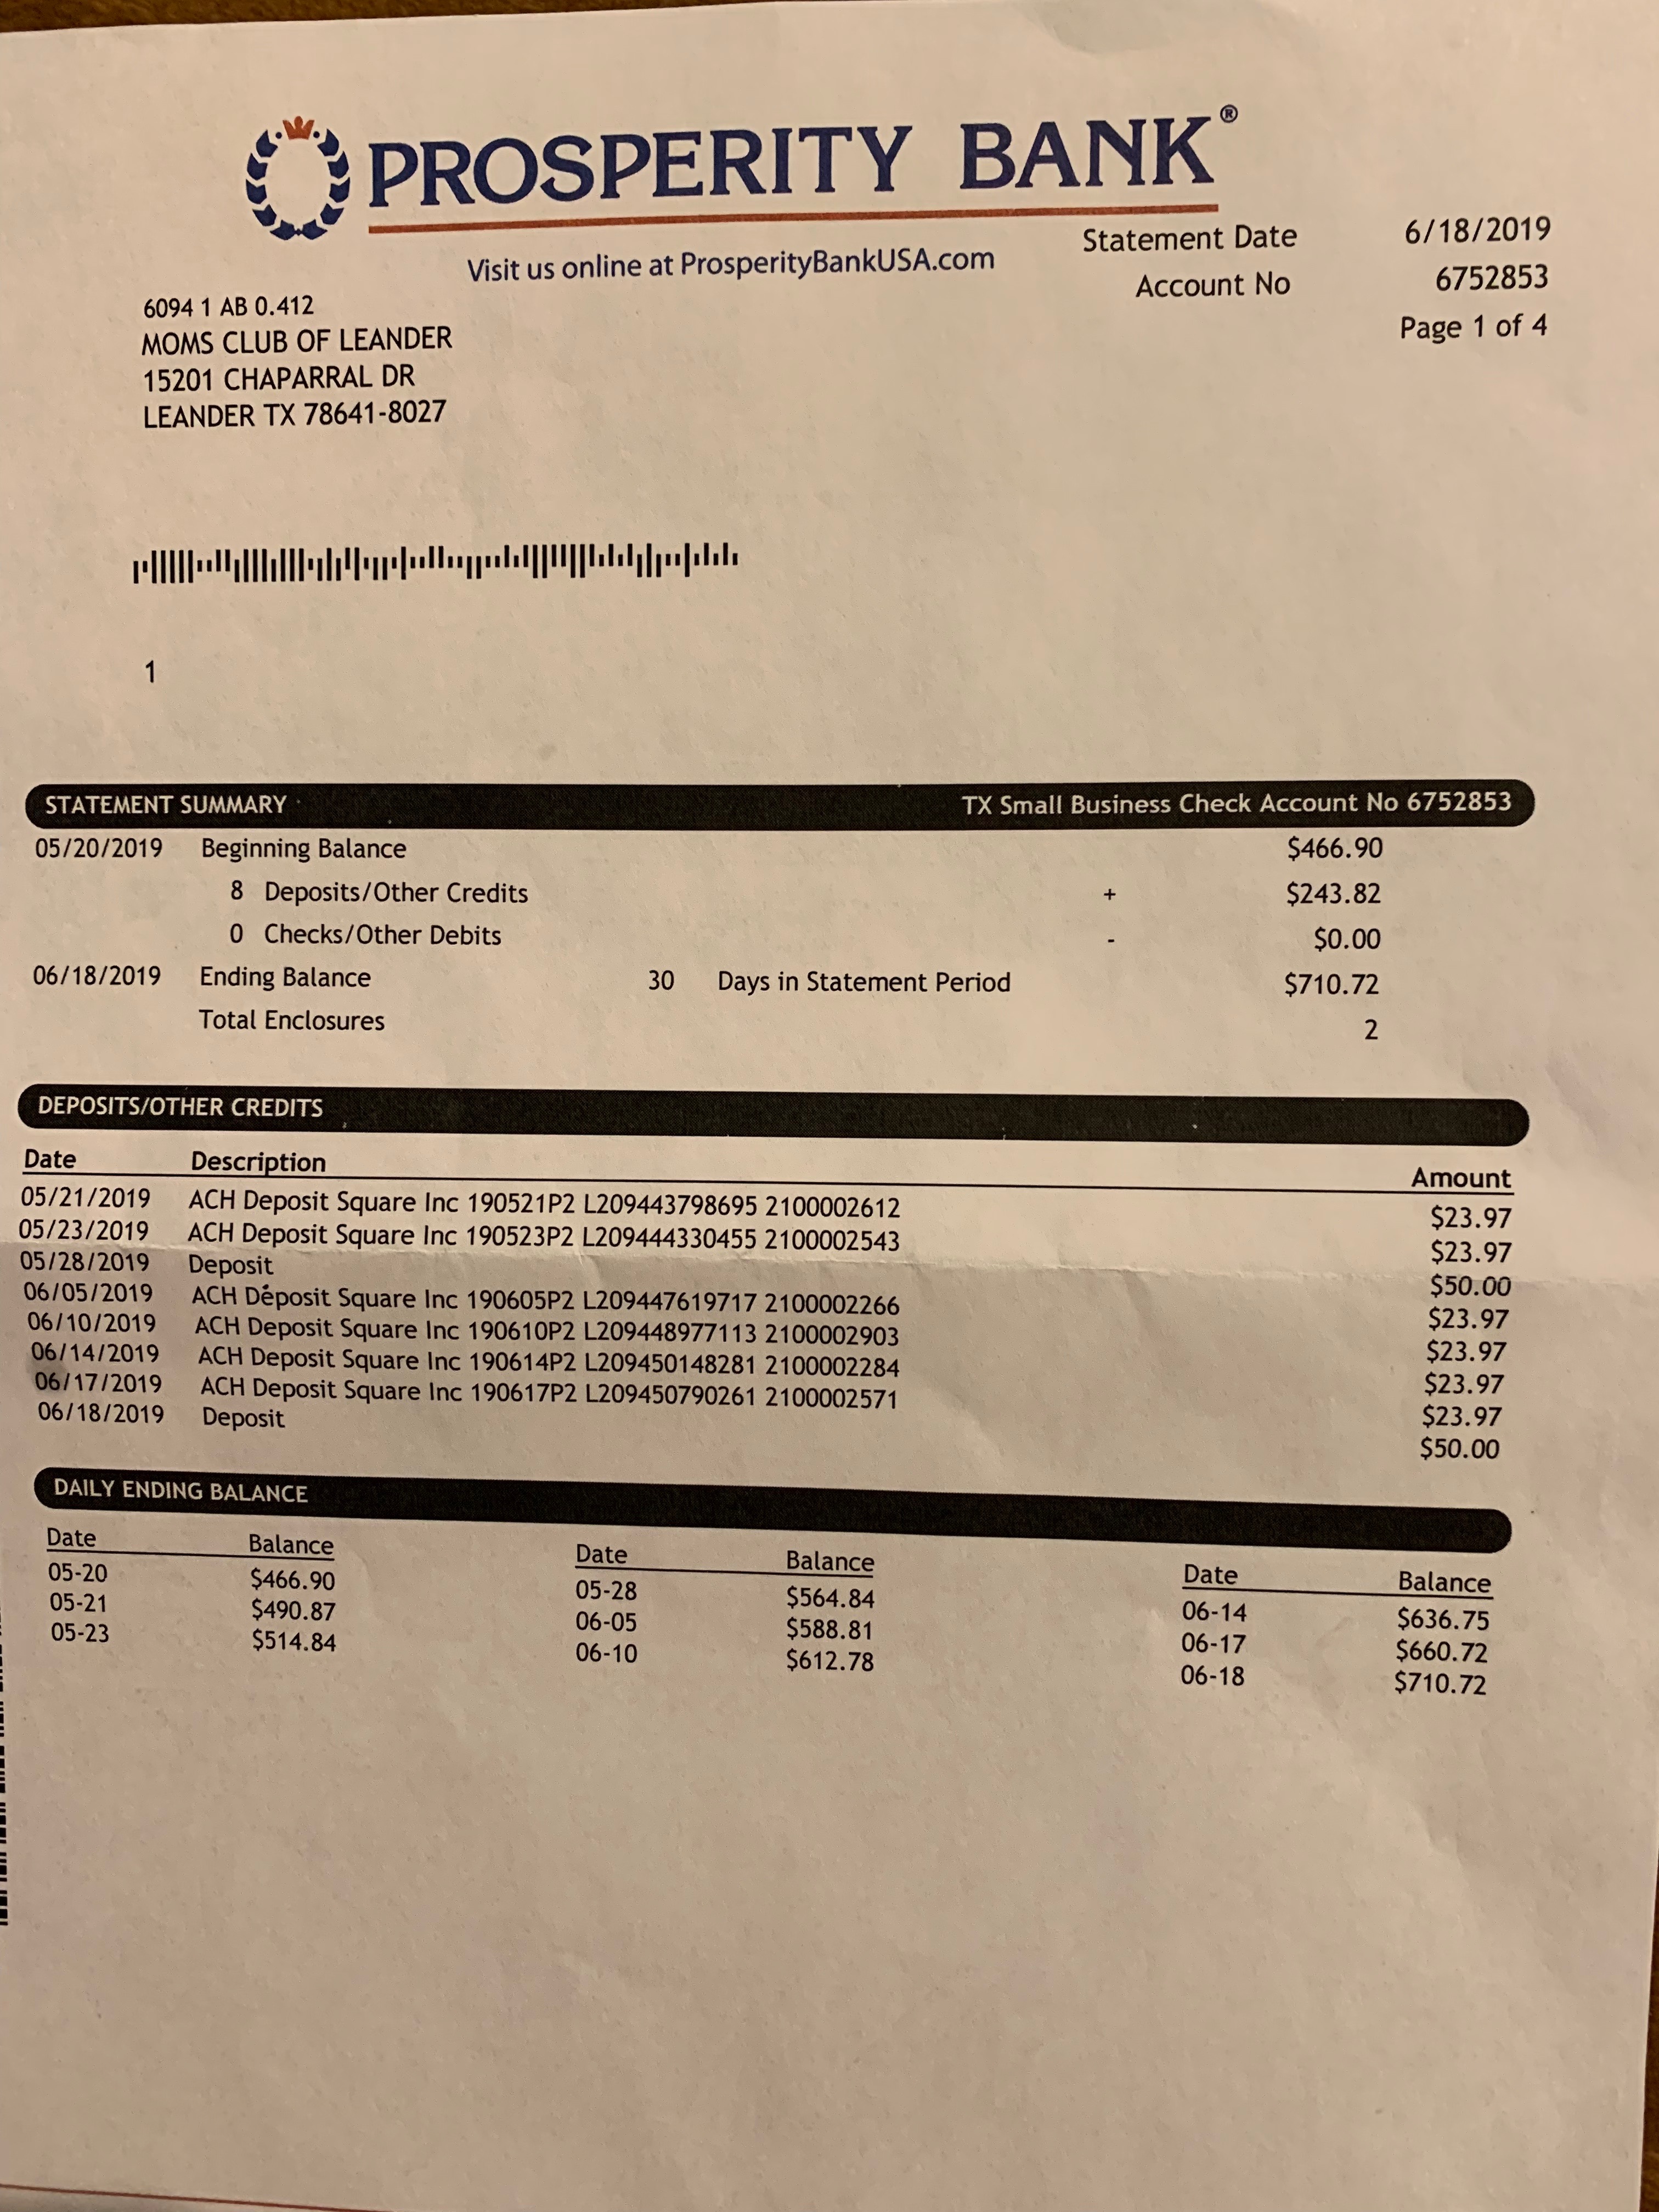 PROSPERITY BANK®
Visit us online at ProsperityBankUSA.com
Statement Date 6/18/2019
Account No 6752853
Page 1 of 4
6094 1 AB 0.412
MOMS CLUB OF LEANDER
15201 CHAPARRAL DR
LEANDER TX 78641-8027
1
STATEMENT SUMMARY TX Small Business Check Account No 6752853
05/20/2019 Beginning Balance $466.90
8 Deposits/Other Credits + $243.82
0 Checks/Other Debits - $0.00
06/18/2019 Ending Balance 30 Days in Statement Period $710.72
Total Enclosures 2
DEPOSITS/OTHER CREDITS
Date Description Amount
05/21/2019 ACH Deposit Square Inc 190521P2 L209443798695 2100002612 $23.97
05/23/2019 ACH Deposit Square Inc 190523P2 L209444330455 2100002543 $23.97
05/28/2019 Deposit $50.00
06/05/2019 ACH Deposit Square Inc 190605P2 L209447619717 2100002266 $23.97
06/10/2019 ACH Deposit Square Inc 190610P2 L209448977113 2100002903 $23.97
06/14/2019 ACH Deposit Square Inc 190614P2 L209450148281 2100002284 $23.97
06/17/2019 ACH Deposit Square Inc 190617P2 L209450790261 2100002571 $23.97
06/18/2019 Deposit $50.00
DAILY ENDING BALANCE
Date Balance Date Balance Date Balance
05-20 $466.90 05-28 $564.84 06-14 $636.75
05-21 $490.87 06-05 $588.81 06-17 $660.72
05-23 $514.84 06-10 $612.78 06-18 $710.72